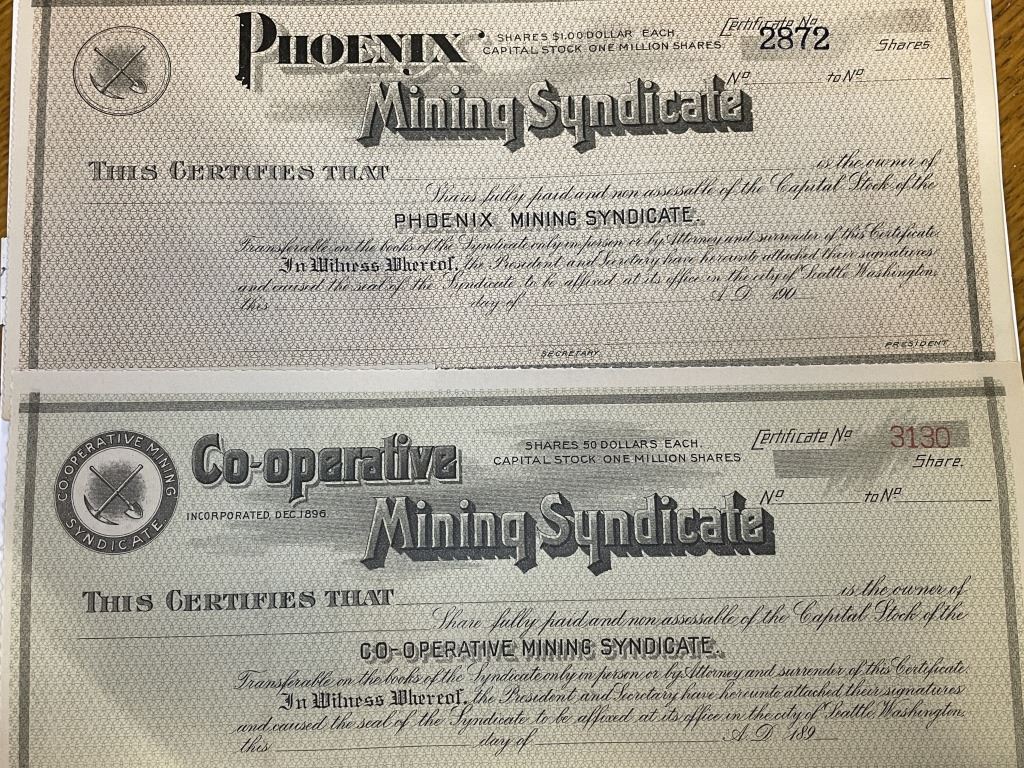 PHOENIX
SHARES $1.00 DOLLAR EACH.
CAPITAL STOCK ONE MILLION SHARES
Certificate No
2872
Shares
No to No
Mining Syndicate
THIS CERTIFIES THAT is the owner of
Shares fully paid and non assessable of the Capital Stock of the
PHOENIX MINING SYNDICATE.
Transferable on the books of the Syndicate only in person or by Attorney and surrender of this Certificate
In Witness Whereof, the President and Secretary have hereunto attached their signatures
and caused the seal of the Syndicate to be affixed at its office in the city of Seattle Washington,
this day of A.D. 190
SECRETARY PRESIDENT
CO-OPERATIVE MINING SYNDICATE
Co-operative
INCORPORATED, DEC. 1896.
SHARES 50 DOLLARS EACH.
CAPITAL STOCK ONE MILLION SHARES
Certificate No 3130
Share.
No to No
Mining Syndicate
THIS CERTIFIES THAT is the owner of
Share fully paid and non assessable of the Capital Stock of the
CO-OPERATIVE MINING SYNDICATE.
Transferable on the books of the Syndicate only in person or by Attorney and surrender of this Certificate.
In Witness Whereof, the President and Secretary have hereunto attached their signatures
and caused the seal of the Syndicate to be affixed at its office in the city of Seattle, Washington,
this day of A.D. 189